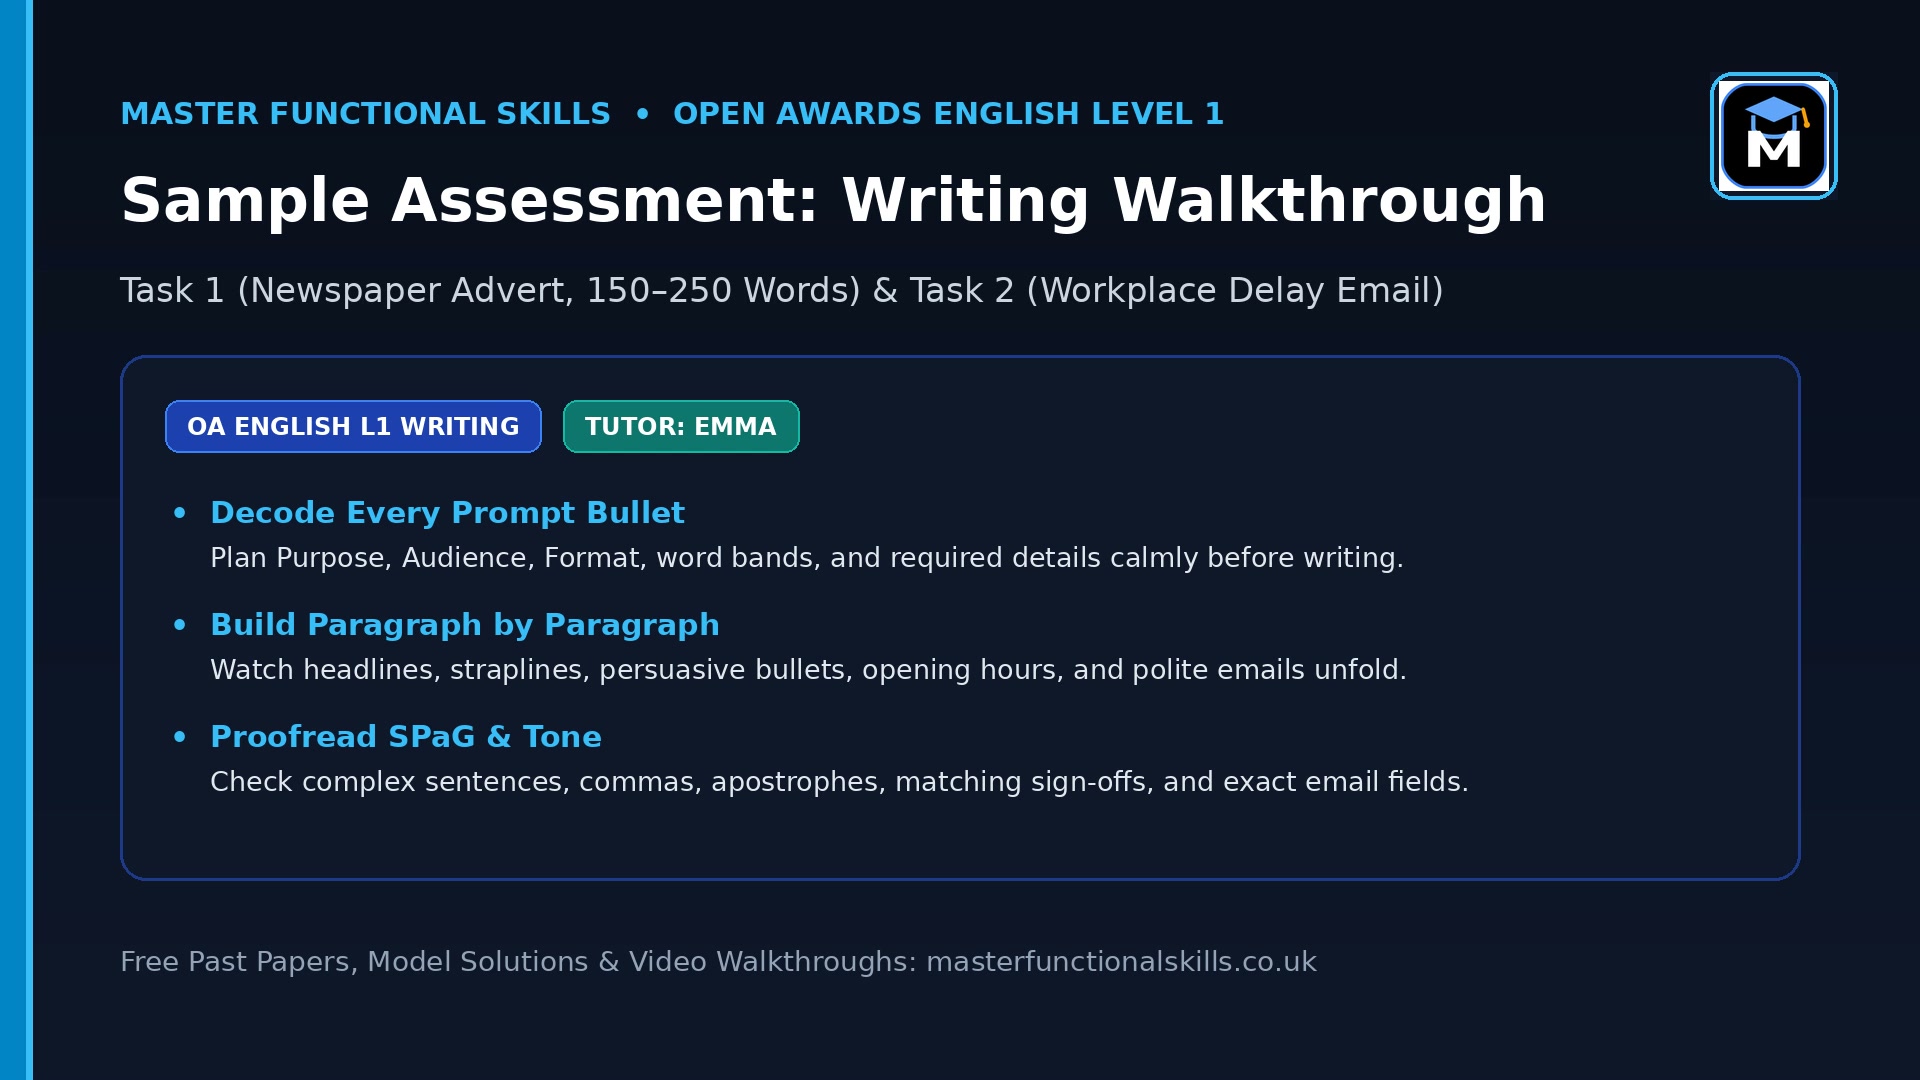 MASTER FUNCTIONAL SKILLS • OPEN AWARDS ENGLISH LEVEL 1
M
Sample Assessment: Writing Walkthrough
Task 1 (Newspaper Advert, 150–250 Words) & Task 2 (Workplace Delay Email)
OA ENGLISH L1 WRITING
TUTOR: EMMA
• Decode Every Prompt Bullet
Plan Purpose, Audience, Format, word bands, and required details calmly before writing.
• Build Paragraph by Paragraph
Watch headlines, straplines, persuasive bullets, opening hours, and polite emails unfold.
• Proofread SPaG & Tone
Check complex sentences, commas, apostrophes, matching sign-offs, and exact email fields.
Free Past Papers, Model Solutions & Video Walkthroughs: masterfunctionalskills.co.uk